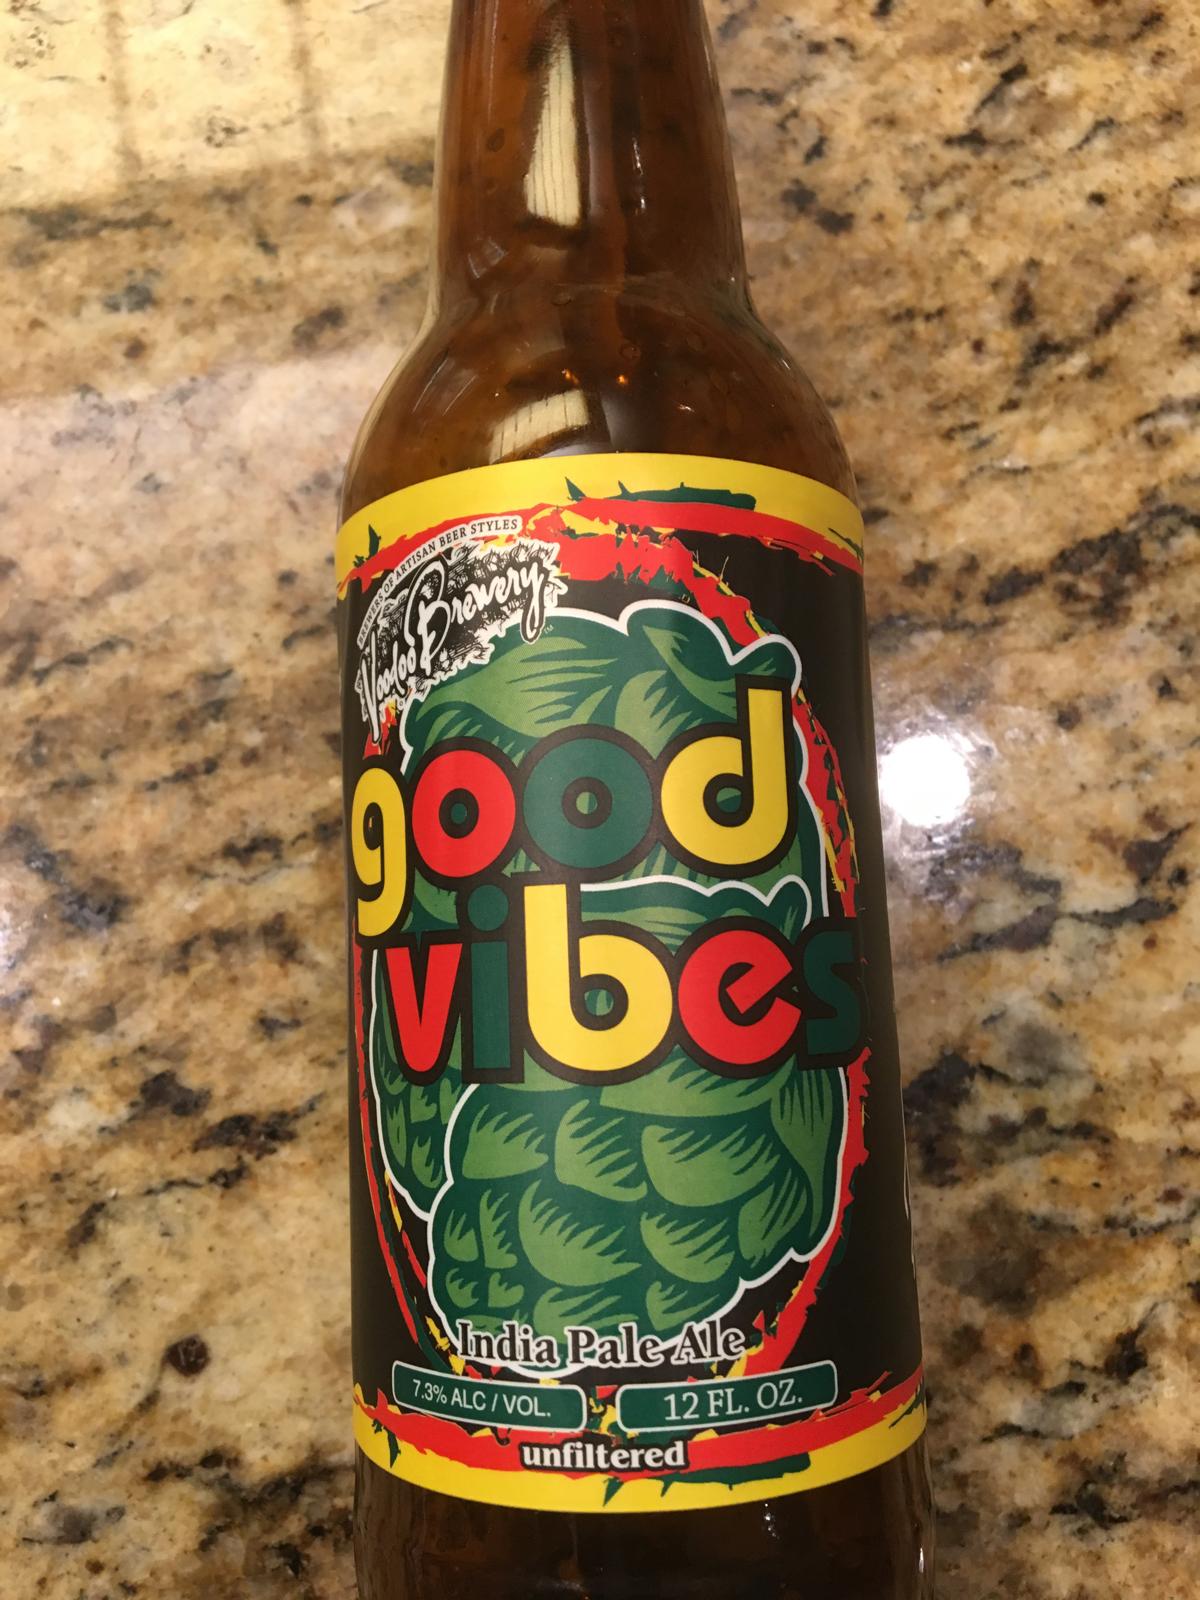 BREWERS OF ARTISAN BEER STYLES
Voodoo Brewery
good
vibes
India Pale Ale
7.3% ALC / VOL.
12 FL. OZ.
unfiltered